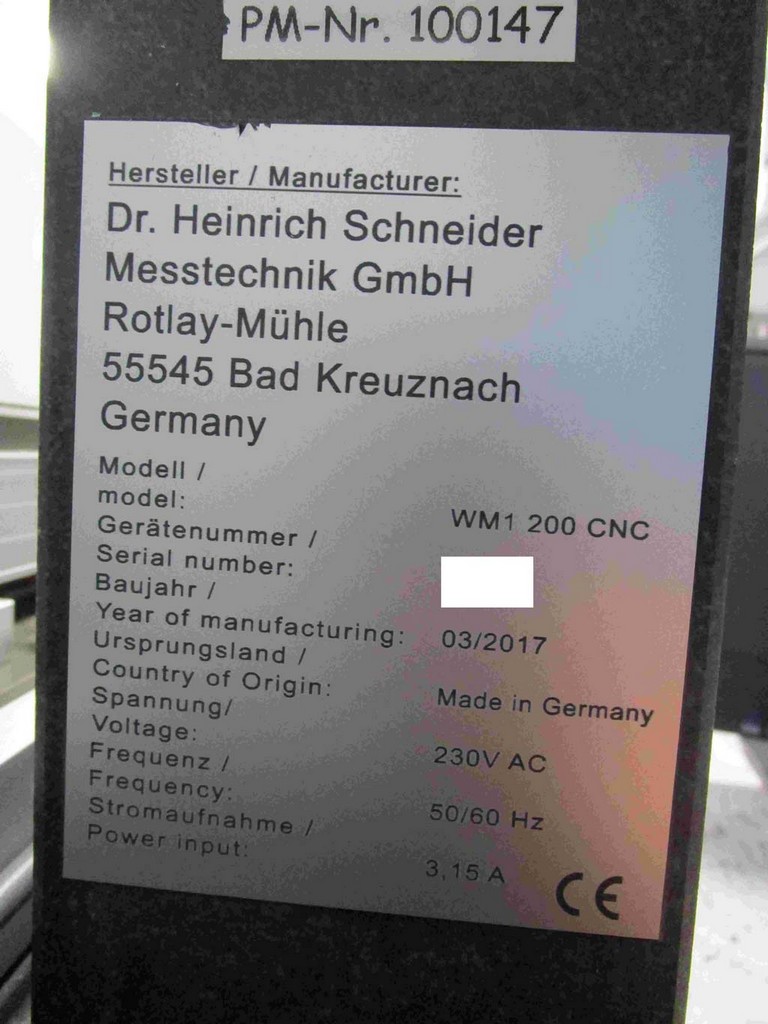 PM-Nr. 100147
Hersteller / Manufacturer:
Dr. Heinrich Schneider
Messtechnik GmbH
Rotlay-Mühle
55545 Bad Kreuznach
Germany
Modell /
model: WM1 200 CNC
Gerätenummer /
Serial number:
Baujahr /
Year of manufacturing: 03/2017
Ursprungsland /
Country of Origin: Made in Germany
Spannung/
Voltage: 230V AC
Frequenz /
Frequency: 50/60 Hz
Stromaufnahme /
Power input: 3,15 A
CE